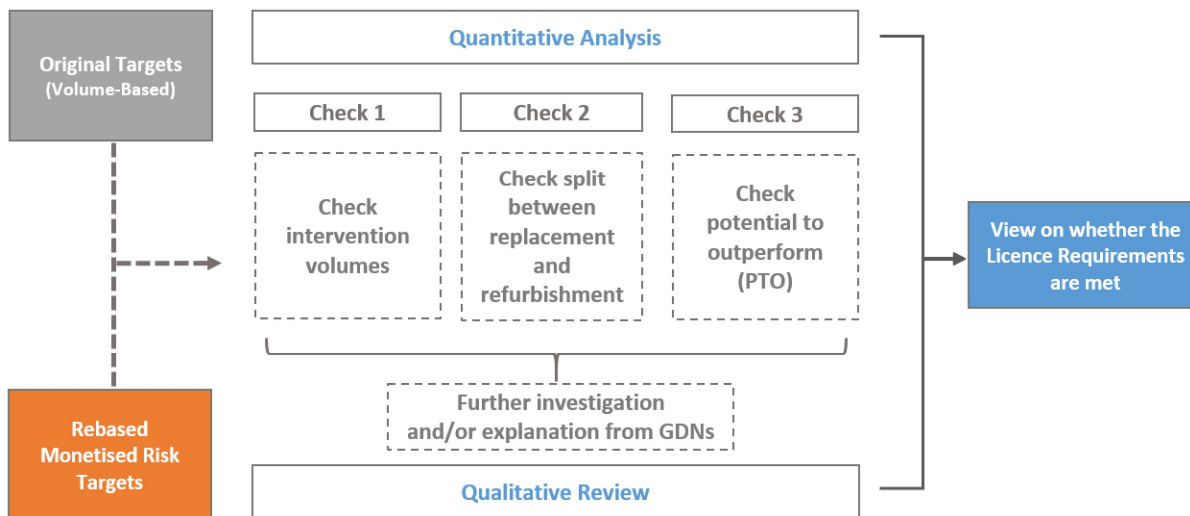 Original Targets
(Volume-Based)
Quantitative Analysis
Check 1
Check 2
Check 3
Check
intervention
volumes
Check split
between
replacement
and
refurbishment
Check
potential to
outperform
(PTO)
View on whether the
Licence Requirements
are met
Further investigation
and/or explanation from GDNs
Rebased
Monetised Risk
Targets
Qualitative Review